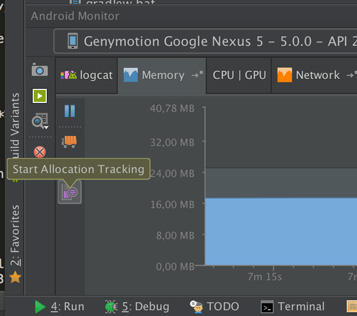 gradlew.bat
Android Monitor
Genymotion Google Nexus 5 - 5.0.0 - API 2
logcat
Memory →*
CPU | GPU
Network →*
40,78 MB
32,00 MB
24,00 MB
16,00 MB
8,00 MB
0,00 MB
7m 15s
7m
Build Variants
Start Allocation Tracking
2: Favorites
4: Run
5: Debug
TODO
Terminal